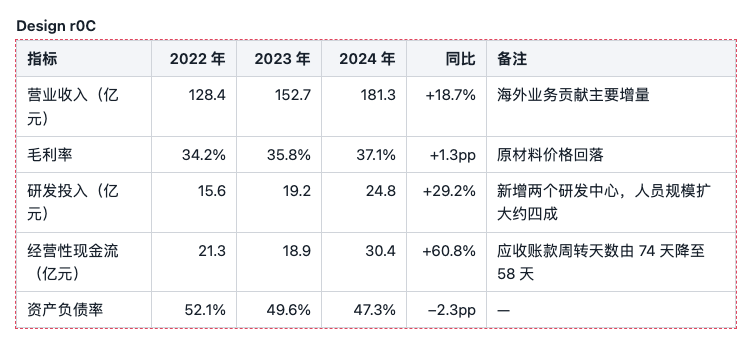 Design r0C
指标 2022 年 2023 年 2024 年 同比 备注
营业收入（亿元） 128.4 152.7 181.3 +18.7% 海外业务贡献主要增量
毛利率 34.2% 35.8% 37.1% +1.3pp 原材料价格回落
研发投入（亿元） 15.6 19.2 24.8 +29.2% 新增两个研发中心，人员规模扩大约四成
经营性现金流（亿元） 21.3 18.9 30.4 +60.8% 应收账款周转天数由 74 天降至 58 天
资产负债率 52.1% 49.6% 47.3% −2.3pp —